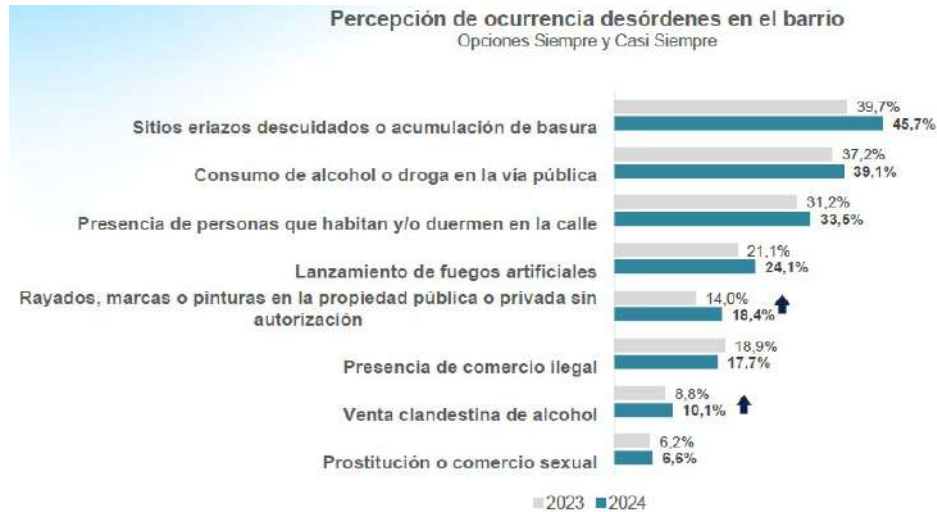 Percepción de ocurrencia desórdenes en el barrio
Opciones Siempre y Casi Siempre
Sitios eriazos descuidados o acumulación de basura
39,7%
45,7%
Consumo de alcohol o droga en la vía pública
37,2%
39,1%
Presencia de personas que habitan y/o duermen en la calle
31,2%
33,5%
Lanzamiento de fuegos artificiales
21,1%
24,1%
Rayados, marcas o pinturas en la propiedad pública o privada sin
autorización
14,0%
18,4%
Presencia de comercio ilegal
18,9%
17,7%
Venta clandestina de alcohol
8,8%
10,1%
Prostitución o comercio sexual
6,2%
6,6%
2023 2024